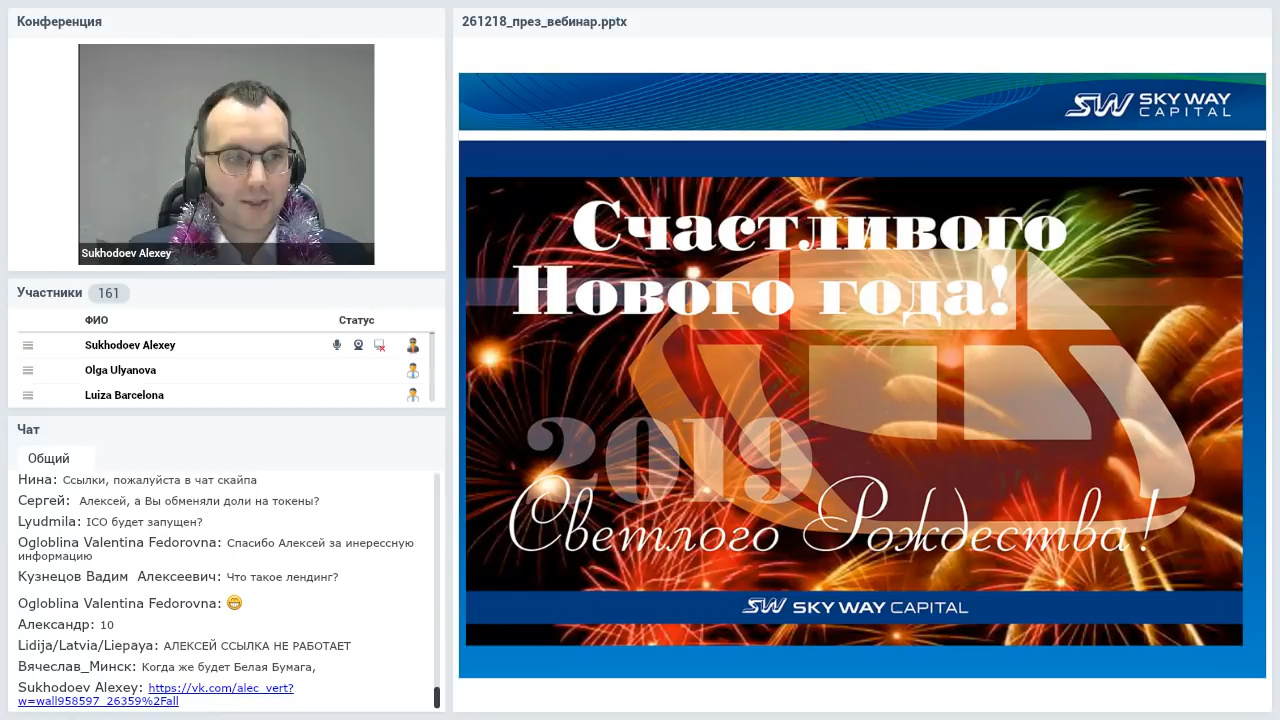 Конференция
Sukhodoev Alexey
Участники 161
ФИО Статус
Sukhodoev Alexey
Olga Ulyanova
Luiza Barcelona
Чат
Общий
Нина: Ссылки, пожалуйста в чат скайпа
Сергей: Алексей, а Вы обменяли доли на токены?
Lyudmila: ICO будет запущен?
Ogloblina Valentina Fedorovna: Спасибо Алексей за инерессную
информацию
Кузнецов Вадим Алексеевич: Что такое лендинг?
Ogloblina Valentina Fedorovna:
Александр: 10
Lidija/Latvia/Liepaya: АЛЕКСЕЙ ССЫЛКА НЕ РАБОТАЕТ
Вячеслав_Минск: Когда же будет Белая Бумага,
Sukhodoev Alexey: https://vk.com/alec_vert?
w=wall958597_26359%2Fall
261218_през_вебинар.pptx
SW SKY WAY
CAPITAL
Счастливого
Нового года!
2019
Светлого Рождества!
SW SKY WAY CAPITAL